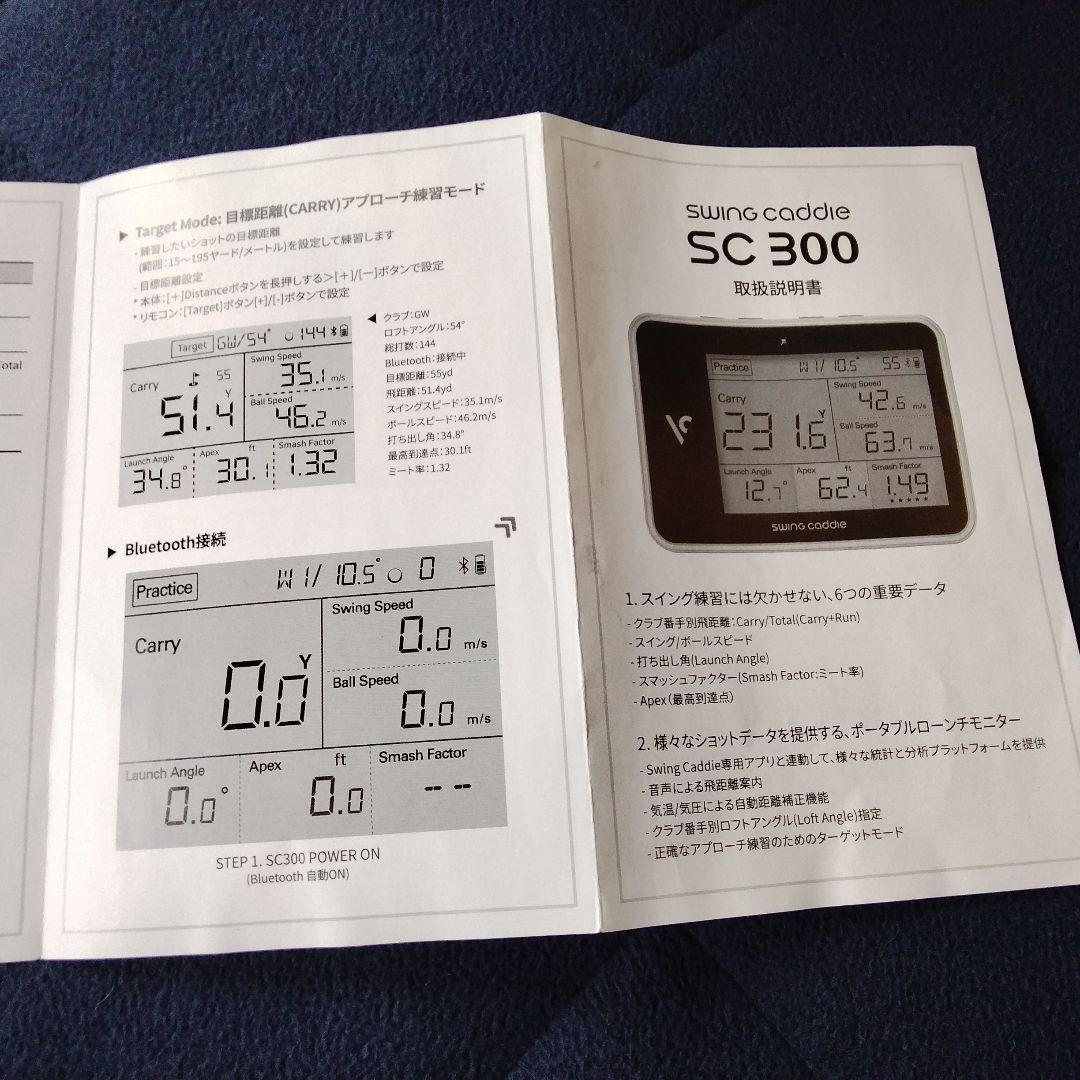 otal
▶ Target Mode: 目標距離(CARRY)アプローチ練習モード
- 練習したいショットの目標距離
(範囲:15～195ヤード/メートル)を設定して練習します
- 目標距離設定
* 本体:[+]Distanceボタンを長押しする>[+]/[ー]ボタンで設定
* リモコン:[Target]ボタン[+]/[-]ボタンで設定
Target GW/54° 144
Carry 55
51.4 Y
Swing Speed
35.1 m/s
Ball Speed
46.2 m/s
Launch Angle
34.8°
Apex ft
30.1
Smash Factor
1.32
◀ クラブ:GW
ロフトアングル:54°
総打数:144
Bluetooth:接続中
目標距離:55yd
飛距離:51.4yd
スイングスピード:35.1m/s
ボールスピード:46.2m/s
打ち出し角:34.8°
最高到達点:30.1ft
ミート率:1.32
▶ Bluetooth接続
Practice W1/ 10.5° 0
Carry
0.0 Y
Swing Speed
0.0 m/s
Ball Speed
0.0 m/s
Launch Angle
0.0°
Apex ft
0.0
Smash Factor
-- --
STEP 1. SC300 POWER ON
(Bluetooth 自動ON)
swing caddie
SC 300
取扱説明書
Practice W1/ 10.5° 55
Carry
231.6 Y
Swing Speed
42.6 m/s
Ball Speed
63.7 m/s
Launch Angle
12.7°
Apex ft
62.4
Smash Factor
1.49
★★★★★
swing caddie
1. スイング練習には欠かせない、6つの重要データ
- クラブ番手別飛距離:Carry/Total(Carry+Run)
- スイング/ボールスピード
- 打ち出し角(Launch Angle)
- スマッシュファクター(Smash Factor:ミート率)
- Apex(最高到達点)
2. 様々なショットデータを提供する、ポータブルローンチモニター
- Swing Caddie専用アプリと連動して、様々な統計と分析プラットフォームを提供
- 音声による飛距離案内
- 気温/気圧による自動距離補正機能
- クラブ番手別ロフトアングル(Loft Angle)指定
- 正確なアプローチ練習のためのターゲットモード